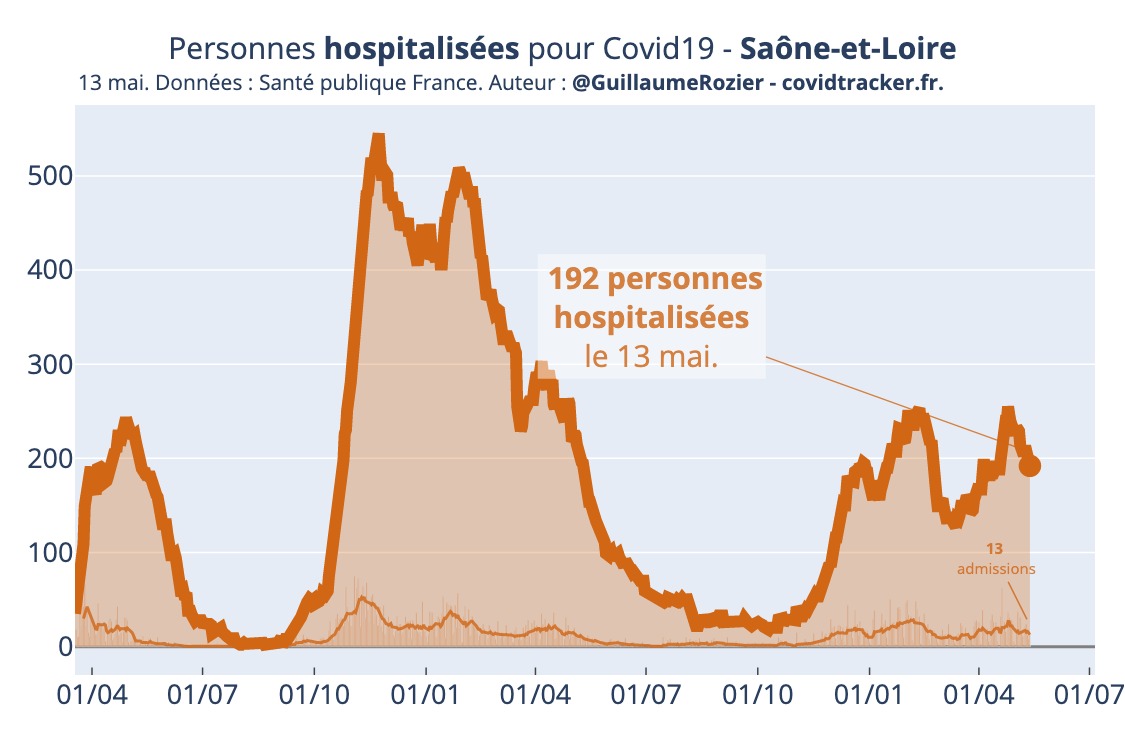 Personnes hospitalisées pour Covid19 - Saône-et-Loire
13 mai. Données : Santé publique France. Auteur : @GuillaumeRozier - covidtracker.fr.
500
400
300
200
100
0
192 personnes
hospitalisées
le 13 mai.
13
admissions
01/04 01/07 01/10 01/01 01/04 01/07 01/10 01/01 01/04 01/07